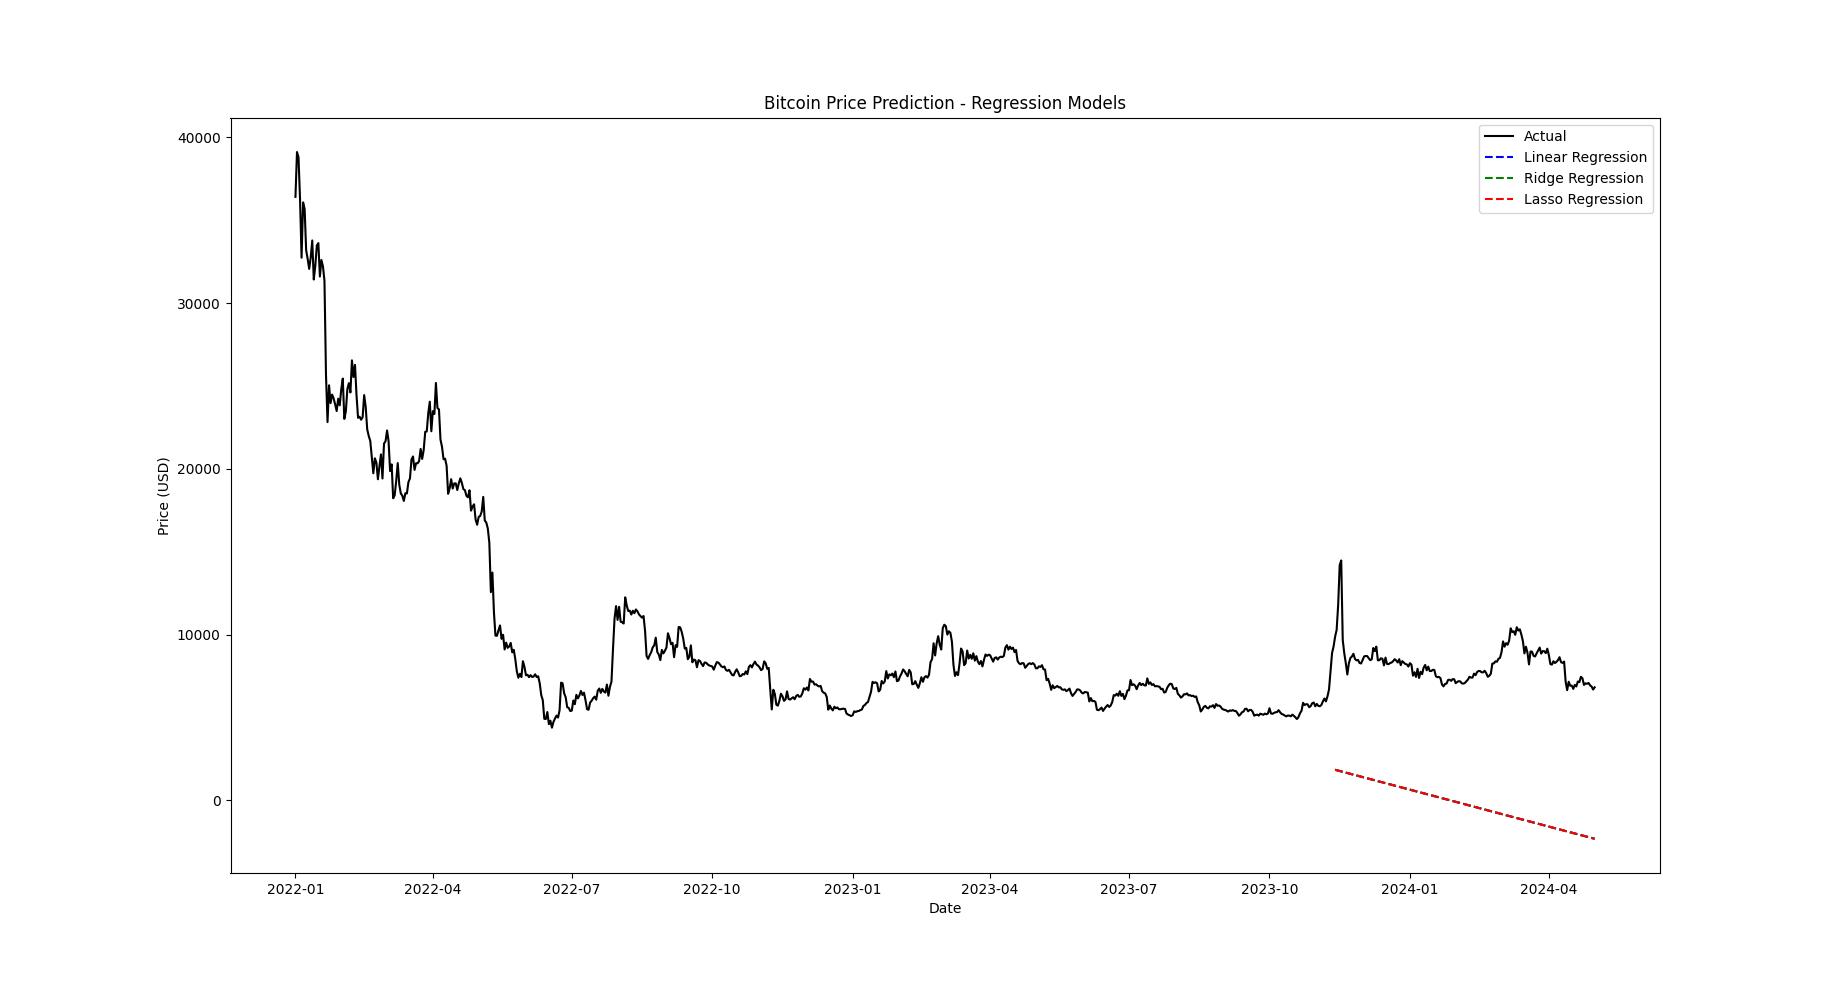 Bitcoin Price Prediction - Regression Models
Actual
Linear Regression
Ridge Regression
Lasso Regression
Price (USD)
40000
30000
20000
10000
0
2022-01 2022-04 2022-07 2022-10 2023-01 2023-04 2023-07 2023-10 2024-01 2024-04
Date